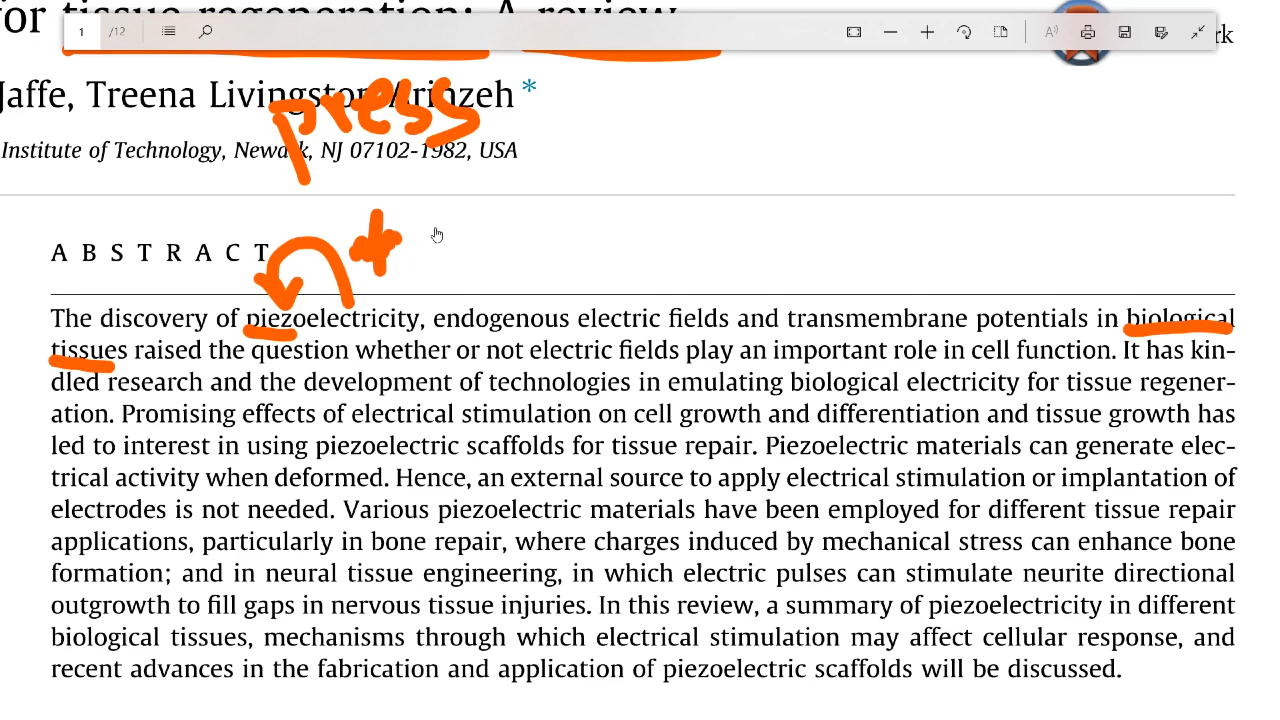 for tissue regeneration: A review
1 /12
rk
Jaffe, Treena Livingston Arinzeh *
press
Institute of Technology, Newark, NJ 07102-1982, USA
ABSTRACT
The discovery of piezoelectricity, endogenous electric fields and transmembrane potentials in biological
tissues raised the question whether or not electric fields play an important role in cell function. It has kin-
dled research and the development of technologies in emulating biological electricity for tissue regener-
ation. Promising effects of electrical stimulation on cell growth and differentiation and tissue growth has
led to interest in using piezoelectric scaffolds for tissue repair. Piezoelectric materials can generate elec-
trical activity when deformed. Hence, an external source to apply electrical stimulation or implantation of
electrodes is not needed. Various piezoelectric materials have been employed for different tissue repair
applications, particularly in bone repair, where charges induced by mechanical stress can enhance bone
formation; and in neural tissue engineering, in which electric pulses can stimulate neurite directional
outgrowth to fill gaps in nervous tissue injuries. In this review, a summary of piezoelectricity in different
biological tissues, mechanisms through which electrical stimulation may affect cellular response, and
recent advances in the fabrication and application of piezoelectric scaffolds will be discussed.